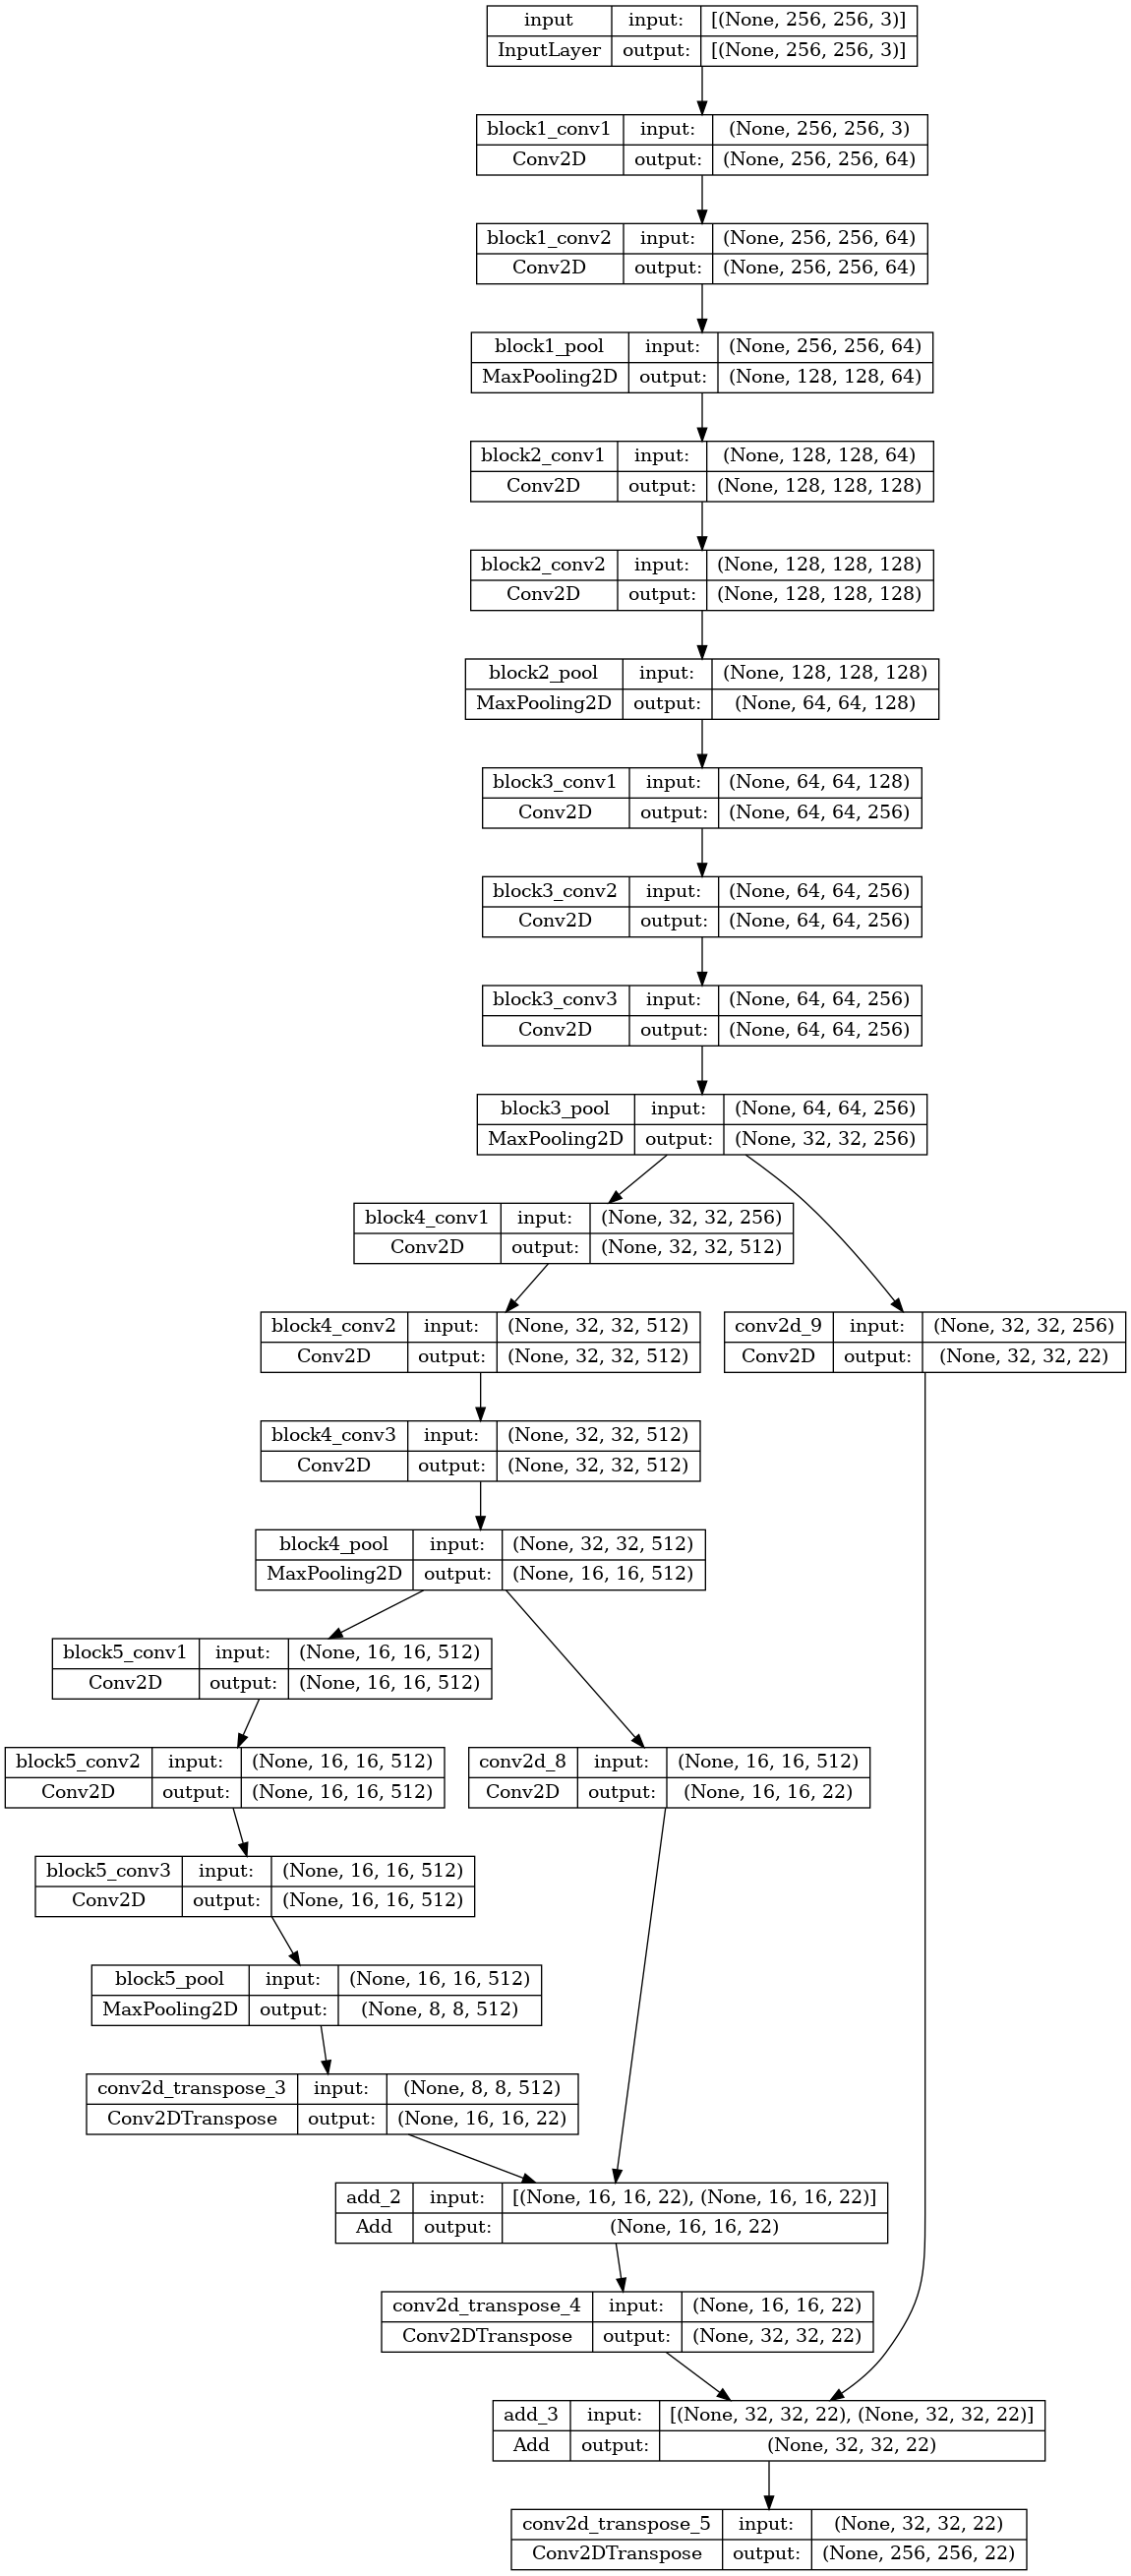 input input: [(None, 256, 256, 3)]
InputLayer output: [(None, 256, 256, 3)]
block1_conv1 input: (None, 256, 256, 3)
Conv2D output: (None, 256, 256, 64)
block1_conv2 input: (None, 256, 256, 64)
Conv2D output: (None, 256, 256, 64)
block1_pool input: (None, 256, 256, 64)
MaxPooling2D output: (None, 128, 128, 64)
block2_conv1 input: (None, 128, 128, 64)
Conv2D output: (None, 128, 128, 128)
block2_conv2 input: (None, 128, 128, 128)
Conv2D output: (None, 128, 128, 128)
block2_pool input: (None, 128, 128, 128)
MaxPooling2D output: (None, 64, 64, 128)
block3_conv1 input: (None, 64, 64, 128)
Conv2D output: (None, 64, 64, 256)
block3_conv2 input: (None, 64, 64, 256)
Conv2D output: (None, 64, 64, 256)
block3_conv3 input: (None, 64, 64, 256)
Conv2D output: (None, 64, 64, 256)
block3_pool input: (None, 64, 64, 256)
MaxPooling2D output: (None, 32, 32, 256)
block4_conv1 input: (None, 32, 32, 256)
Conv2D output: (None, 32, 32, 512)
block4_conv2 input: (None, 32, 32, 512)
Conv2D output: (None, 32, 32, 512)
conv2d_9 input: (None, 32, 32, 256)
Conv2D output: (None, 32, 32, 22)
block4_conv3 input: (None, 32, 32, 512)
Conv2D output: (None, 32, 32, 512)
block4_pool input: (None, 32, 32, 512)
MaxPooling2D output: (None, 16, 16, 512)
block5_conv1 input: (None, 16, 16, 512)
Conv2D output: (None, 16, 16, 512)
block5_conv2 input: (None, 16, 16, 512)
Conv2D output: (None, 16, 16, 512)
conv2d_8 input: (None, 16, 16, 512)
Conv2D output: (None, 16, 16, 22)
block5_conv3 input: (None, 16, 16, 512)
Conv2D output: (None, 16, 16, 512)
block5_pool input: (None, 16, 16, 512)
MaxPooling2D output: (None, 8, 8, 512)
conv2d_transpose_3 input: (None, 8, 8, 512)
Conv2DTranspose output: (None, 16, 16, 22)
add_2 input: [(None, 16, 16, 22), (None, 16, 16, 22)]
Add output: (None, 16, 16, 22)
conv2d_transpose_4 input: (None, 16, 16, 22)
Conv2DTranspose output: (None, 32, 32, 22)
add_3 input: [(None, 32, 32, 22), (None, 32, 32, 22)]
Add output: (None, 32, 32, 22)
conv2d_transpose_5 input: (None, 32, 32, 22)
Conv2DTranspose output: (None, 256, 256, 22)